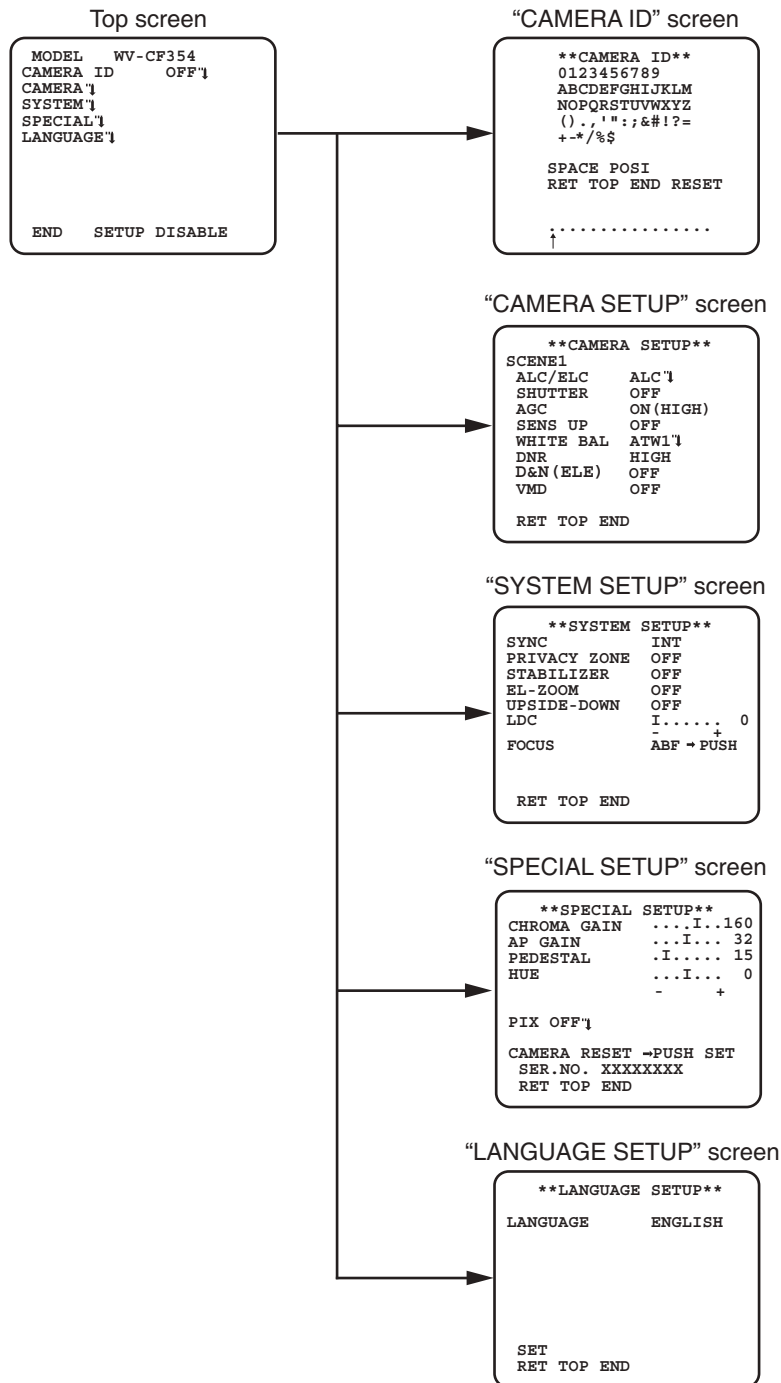 Top screen
MODEL WV-CF354
CAMERA ID OFF
CAMERA
SYSTEM
SPECIAL
LANGUAGE
END SETUP DISABLE
“CAMERA ID” screen
**CAMERA ID**
0123456789
ABCDEFGHIJKLM
NOPQRSTUVWXYZ
().,'":;&#!?=
+-*/%$
SPACE POSI
RET TOP END RESET
................
↑
“CAMERA SETUP” screen
**CAMERA SETUP**
SCENE1
ALC/ELC ALC
SHUTTER OFF
AGC ON(HIGH)
SENS UP OFF
WHITE BAL ATW1
DNR HIGH
D&N(ELE) OFF
VMD OFF
RET TOP END
“SYSTEM SETUP” screen
**SYSTEM SETUP**
SYNC INT
PRIVACY ZONE OFF
STABILIZER OFF
EL-ZOOM OFF
UPSIDE-DOWN OFF
LDC I...... 0
- +
FOCUS ABF → PUSH
RET TOP END
“SPECIAL SETUP” screen
**SPECIAL SETUP**
CHROMA GAIN ....I..160
AP GAIN ...I... 32
PEDESTAL .I..... 15
HUE ...I... 0
- +
PIX OFF
CAMERA RESET →PUSH SET
SER.NO. XXXXXXXX
RET TOP END
“LANGUAGE SETUP” screen
**LANGUAGE SETUP**
LANGUAGE ENGLISH
SET
RET TOP END